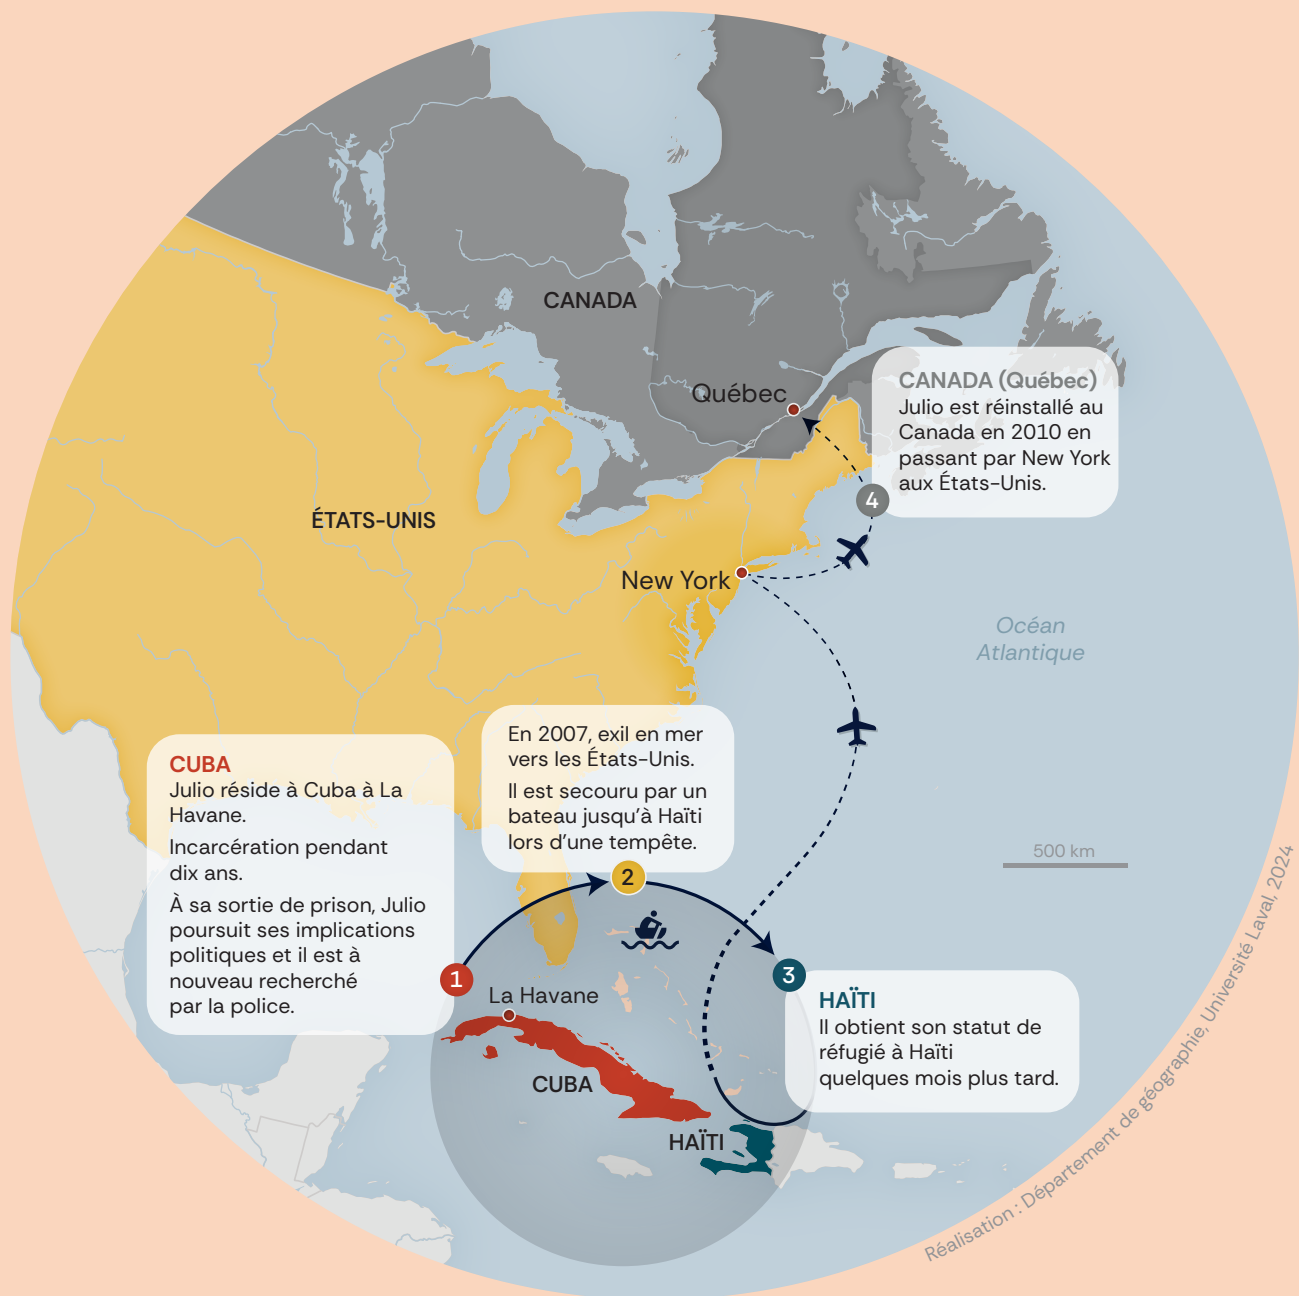 CANADA
Québec
CANADA (Québec)
Julio est réinstallé au
Canada en 2010 en
passant par New York
aux États-Unis.
4
ÉTATS-UNIS
New York
Océan
Atlantique
CUBA
Julio réside à Cuba à La
Havane.
Incarcération pendant
dix ans.
À sa sortie de prison, Julio
poursuit ses implications
politiques et il est à
nouveau recherché
par la police.
1
En 2007, exil en mer
vers les États-Unis.
Il est secouru par un
bateau jusqu'à Haïti
lors d'une tempête.
2
500 km
3
HAÏTI
Il obtient son statut de
réfugié à Haïti
quelques mois plus tard.
La Havane
CUBA
HAÏTI
Réalisation : Département de géographie, Université Laval, 2024